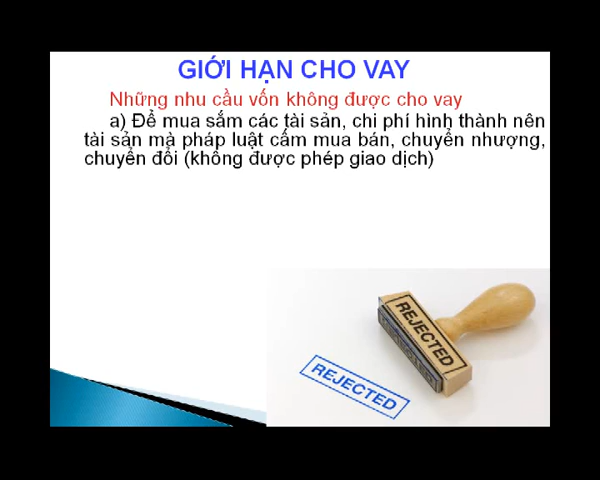 GIỚI HẠN CHO VAY
Những nhu cầu vốn không được cho vay
a) Để mua sắm các tài sản, chi phí hình thành nên
tài sản mà pháp luật cấm mua bán, chuyển nhượng,
chuyển đổi (không được phép giao dịch)
REJECTED
REJECTED